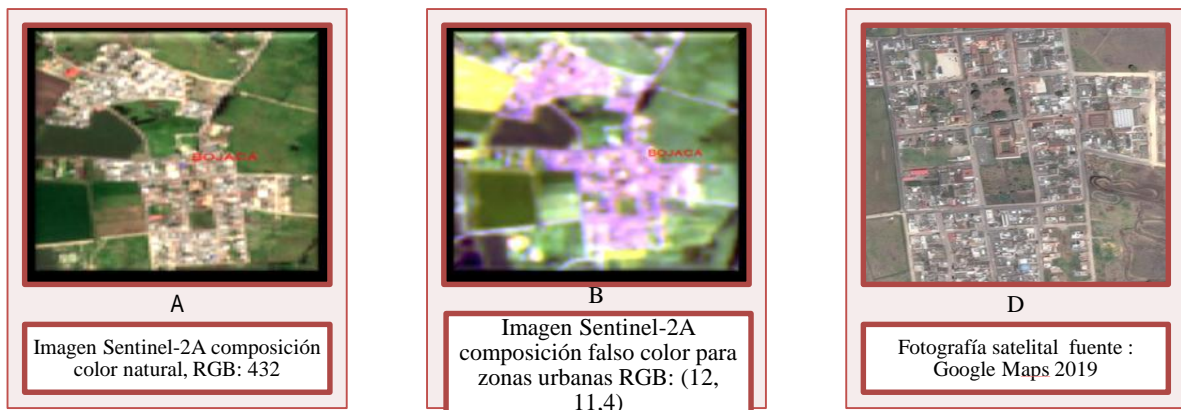 BOJACÁ
A
Imagen Sentinel-2A composición
color natural, RGB: 432
BOJACÁ
B
Imagen Sentinel-2A
composición falso color para
zonas urbanas RGB: (12,
11,4)
D
Fotografía satelital fuente :
Google Maps 2019